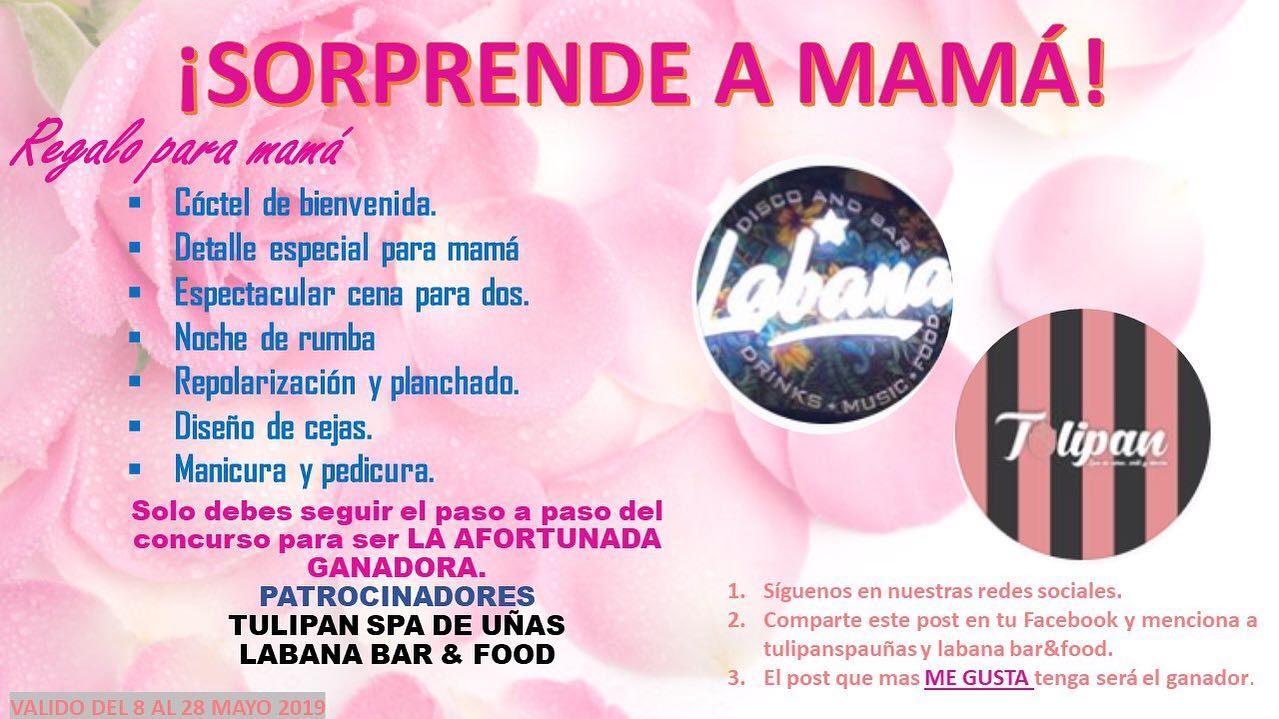 ¡SORPRENDE A MAMÁ!
Regalo para mamá
▪ Cóctel de bienvenida.
▪ Detalle especial para mamá
▪ Espectacular cena para dos.
▪ Noche de rumba
▪ Repolarización y planchado.
▪ Diseño de cejas.
▪ Manicura y pedicura.
Solo debes seguir el paso a paso del
concurso para ser LA AFORTUNADA
GANADORA.
PATROCINADORES
TULIPAN SPA DE UÑAS
LABANA BAR & FOOD
VALIDO DEL 8 AL 28 MAYO 2019
DISCO AND BAR
Labana
DRINKS • MUSIC • FOOD
Tulipan
1. Síguenos en nuestras redes sociales.
2. Comparte este post en tu Facebook y menciona a
tulipanspauñas y labana bar&food.
3. El post que mas ME GUSTA tenga será el ganador.